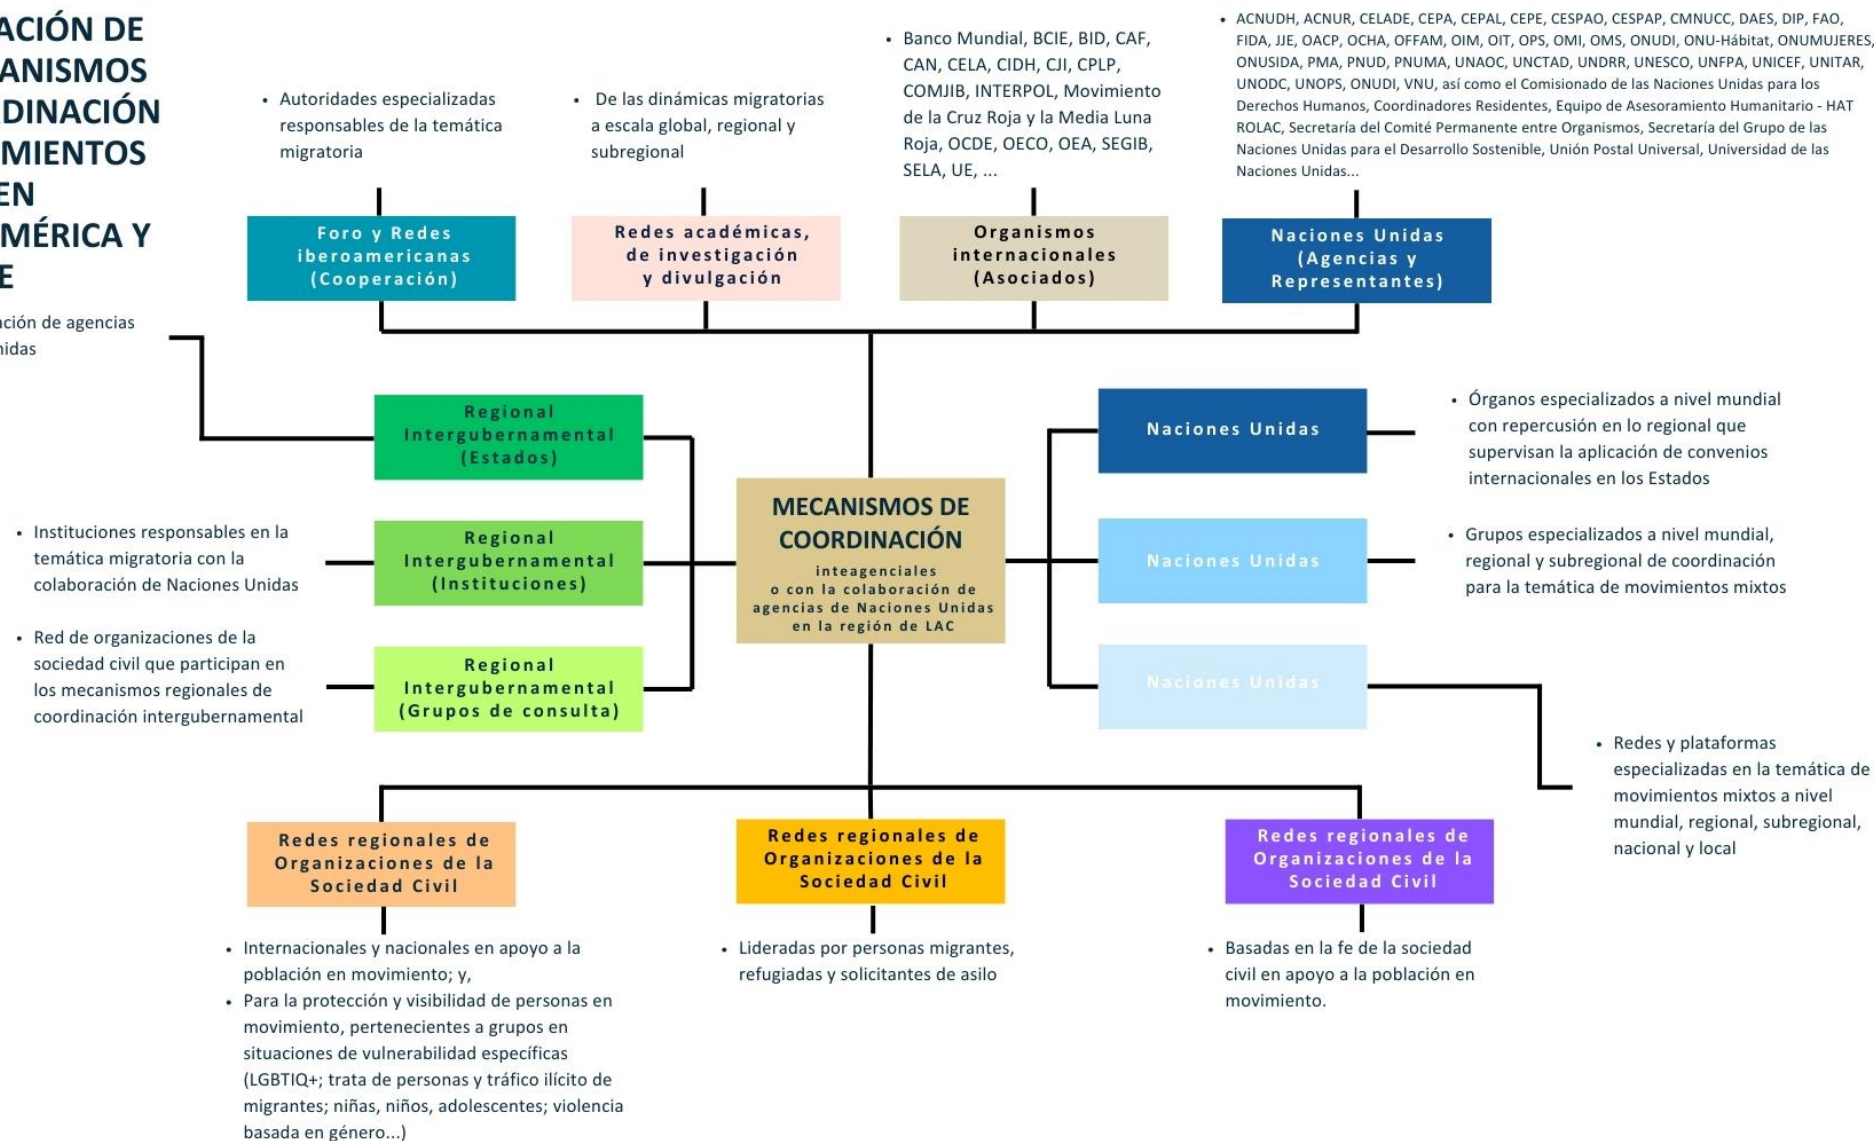 ACIÓN DE
ANISMOS
DINACIÓN
MIENTOS
EN
MÉRICA Y
E
ación de agencias
nidas
• Autoridades especializadas
responsables de la temática
migratoria
• De las dinámicas migratorias
a escala global, regional y
subregional
• Banco Mundial, BCIE, BID, CAF,
CAN, CELA, CIDH, CJI, CPLP,
COMJIB, INTERPOL, Movimiento
de la Cruz Roja y la Media Luna
Roja, OCDE, OECO, OEA, SEGIB,
SELA, UE, ...
• ACNUDH, ACNUR, CELADE, CEPA, CEPAL, CEPE, CESPAO, CESPAP, CMNUCC, DAES, DIP, FAO,
FIDA, JJE, OACP, OCHA, OFFAM, OIM, OIT, OPS, OMI, OMS, ONUDI, ONU-Hábitat, ONUMUJERES,
ONUSIDA, PMA, PNUD, PNUMA, UNAOC, UNCTAD, UNDRR, UNESCO, UNFPA, UNICEF, UNITAR,
UNODC, UNOPS, ONUDI, VNU, así como el Comisionado de las Naciones Unidas para los
Derechos Humanos, Coordinadores Residentes, Equipo de Asesoramiento Humanitario - HAT
ROLAC, Secretaría del Comité Permanente entre Organismos, Secretaría del Grupo de las
Naciones Unidas para el Desarrollo Sostenible, Unión Postal Universal, Universidad de las
Naciones Unidas...
Foro y Redes
iberoamericanas
(Cooperación)
Redes académicas,
de investigación
y divulgación
Organismos
internacionales
(Asociados)
Naciones Unidas
(Agencias y
Representantes)
Regional
Intergubernamental
(Estados)
• Instituciones responsables en la
temática migratoria con la
colaboración de Naciones Unidas
Regional
Intergubernamental
(Instituciones)
• Red de organizaciones de la
sociedad civil que participan en
los mecanismos regionales de
coordinación intergubernamental
Regional
Intergubernamental
(Grupos de consulta)
MECANISMOS DE
COORDINACIÓN
inteagenciales
o con la colaboración de
agencias de Naciones Unidas
en la región de LAC
Naciones Unidas
• Órganos especializados a nivel mundial
con repercusión en lo regional que
supervisan la aplicación de convenios
internacionales en los Estados
Naciones Unidas
• Grupos especializados a nivel mundial,
regional y subregional de coordinación
para la temática de movimientos mixtos
Naciones Unidas
• Redes y plataformas
especializadas en la temática de
movimientos mixtos a nivel
mundial, regional, subregional,
nacional y local
Redes regionales de
Organizaciones de la
Sociedad Civil
Redes regionales de
Organizaciones de la
Sociedad Civil
Redes regionales de
Organizaciones de la
Sociedad Civil
• Internacionales y nacionales en apoyo a la
población en movimiento; y,
• Para la protección y visibilidad de personas en
movimiento, pertenecientes a grupos en
situaciones de vulnerabilidad específicas
(LGBTIQ+; trata de personas y tráfico ilícito de
migrantes; niñas, niños, adolescentes; violencia
basada en género...)
• Lideradas por personas migrantes,
refugiadas y solicitantes de asilo
• Basadas en la fe de la sociedad
civil en apoyo a la población en
movimiento.